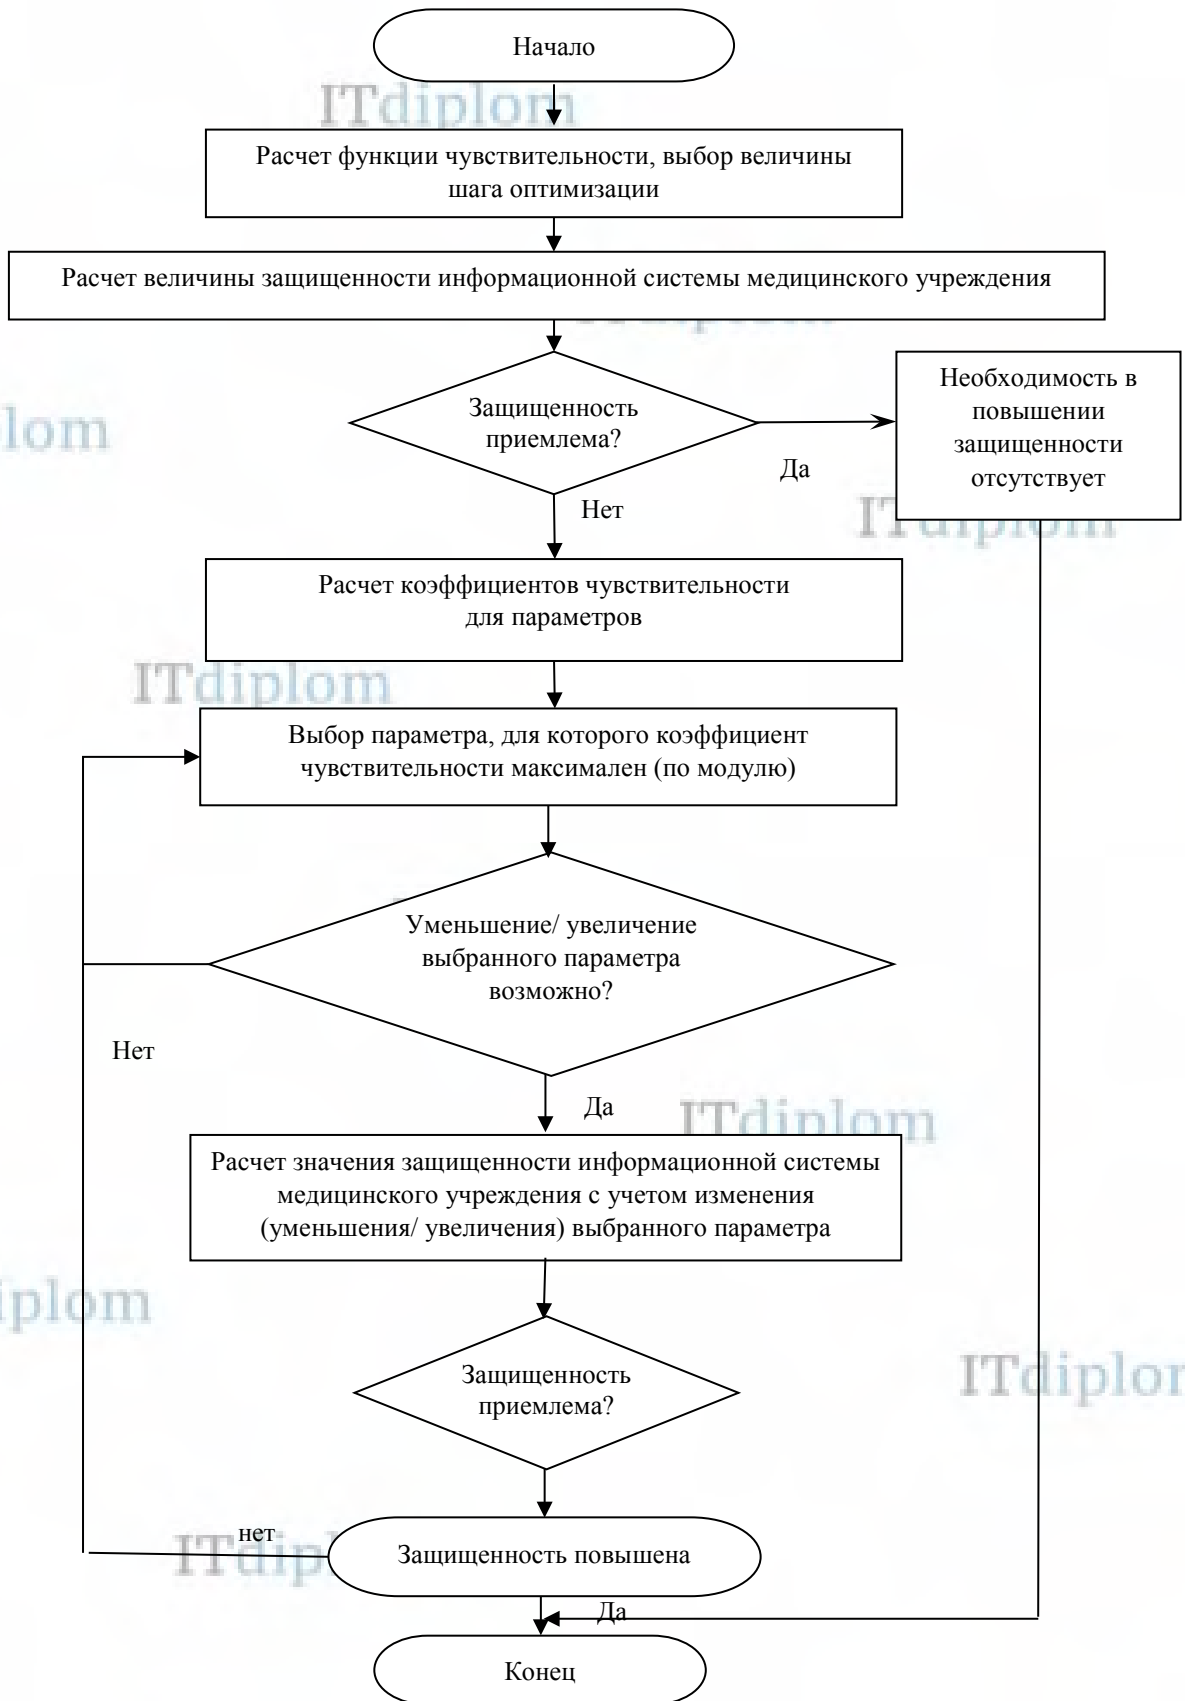 Начало
ITdiplom
Расчет функции чувствительности, выбор величины
шага оптимизации
Расчет величины защищенности информационной системы медицинского учреждения
Защищенность
приемлема?
Да
Необходимость в
повышении
защищенности
отсутствует
lom
Нет
ITdiplom
Расчет коэффициентов чувствительности
для параметров
ITdiplom
Выбор параметра, для которого коэффициент
чувствительности максимален (по модулю)
Уменьшение/ увеличение
выбранного параметра
возможно?
Нет
Да
ITdiplom
Расчет значения защищенности информационной системы
медицинского учреждения с учетом изменения
(уменьшения/ увеличения) выбранного параметра
iplom
Защищенность
приемлема?
ITdiplor
нет
ITdip
Защищенность повышена
Да
Конец